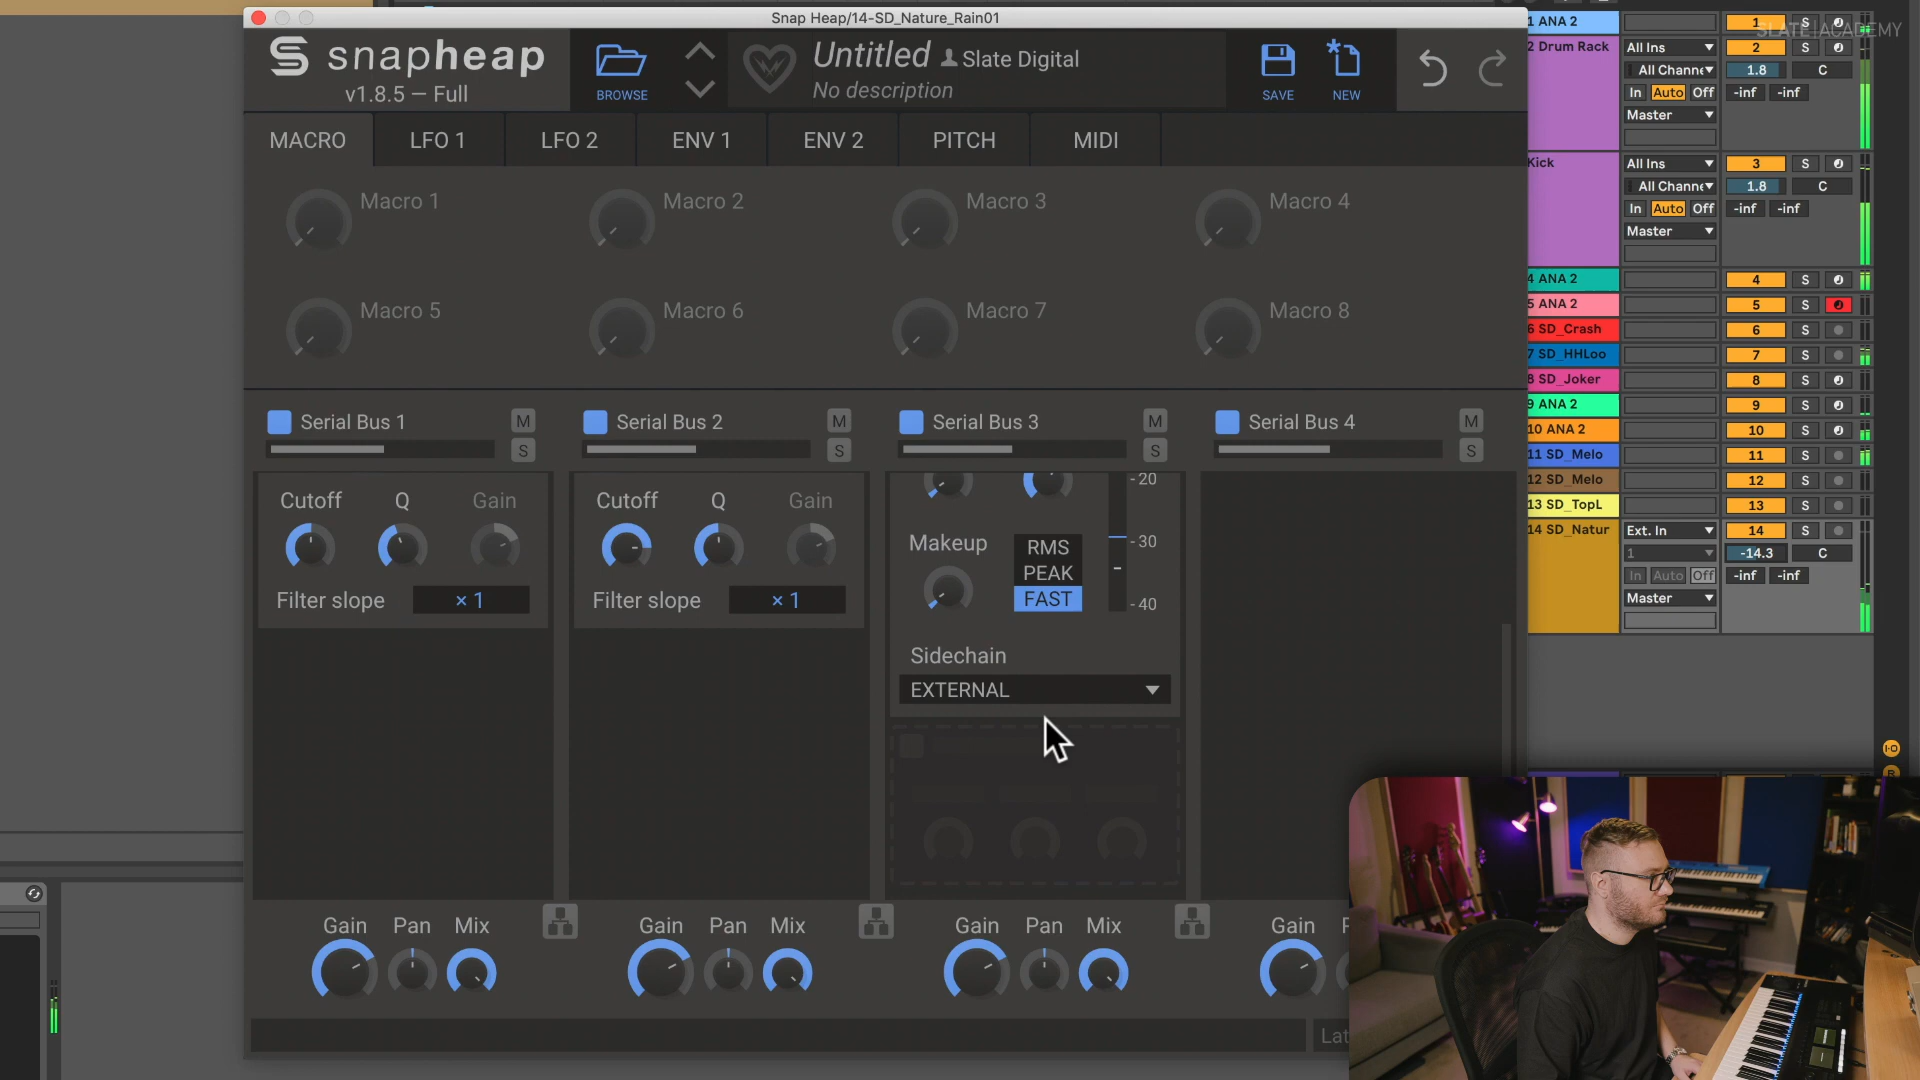 Snap Heap/14-SD_Nature_Rain01
SLATE | ACADEMY
snapheap
v1.8.5 — Full
BROWSE
Untitled
Slate Digital
No description
SAVE
NEW
MACRO
LFO 1
LFO 2
ENV 1
ENV 2
PITCH
MIDI
Macro 1
Macro 2
Macro 3
Macro 4
Macro 5
Macro 6
Macro 7
Macro 8
Serial Bus 1
M
S
Serial Bus 2
M
S
Serial Bus 3
M
S
Serial Bus 4
M
S
Cutoff
Q
Gain
Filter slope
× 1
Cutoff
Q
Gain
Filter slope
× 1
-20
Makeup
RMS
PEAK
FAST
-30
-40
Sidechain
EXTERNAL
Gain Pan Mix
Gain Pan Mix
Gain Pan Mix
Gain
Lat
1 ANA 2
1 S
2 Drum Rack
All Ins
2 S
All Channe
1.8 C
In Auto Off
-inf -inf
Master
Kick
All Ins
3 S
All Channe
1.8 C
In Auto Off
-inf -inf
Master
4 ANA 2
4 S
5 ANA 2
5 S
6 SD_Crash
6 S
7 SD_HHLoo
7 S
8 SD_Joker
8 S
9 ANA 2
9 S
10 ANA 2
10 S
11 SD_Melo
11 S
12 SD_Melo
12 S
13 SD_TopL
13 S
14 SD_Natur
Ext. In
14 S
1
-14.3 C
In Auto Off
-inf -inf
Master
I-O
R